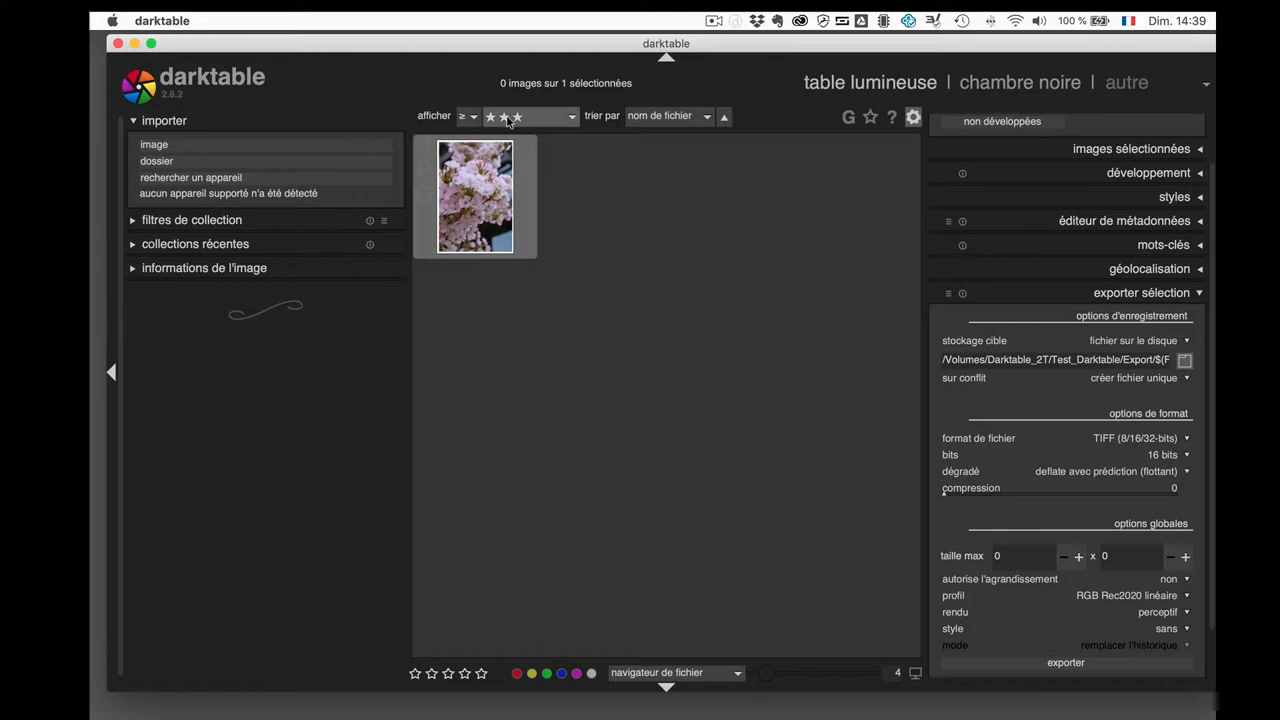 darktable
100 %
Dim. 14:39
darktable
darktable
2.6.2
0 images sur 1 sélectionnées
table lumineuse | chambre noire | autre
afficher ≥ ★★★ trier par nom de fichier
G ☆ ?
importer
image
dossier
rechercher un appareil
aucun appareil supporté n'a été détecté
filtres de collection
collections récentes
informations de l'image
non développées
images sélectionnées
développement
styles
éditeur de métadonnées
mots-clés
géolocalisation
exporter sélection
options d'enregistrement
stockage cible fichier sur le disque
/Volumes/Darktable_2T/Test_Darktable/Export/$(F
sur conflit créer fichier unique
options de format
format de fichier TIFF (8/16/32-bits)
bits 16 bits
dégradé deflate avec prédiction (flottant)
compression 0
options globales
taille max 0 − + x 0 − +
autorise l'agrandissement non
profil RGB Rec2020 linéaire
rendu perceptif
style sans
mode remplacer l'historique
exporter
navigateur de fichier 4